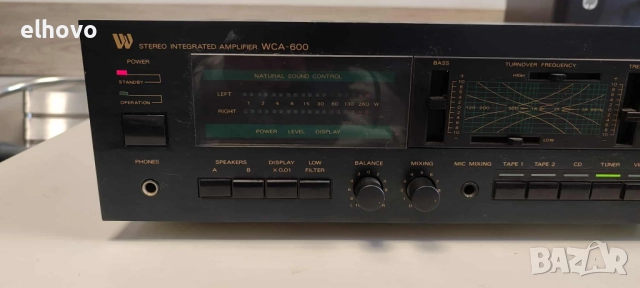 elhovo
W STEREO INTEGRATED AMPLIFIER WCA-600
POWER
STANDBY
OPERATION
PHONES
NATURAL SOUND CONTROL
LEFT
RIGHT
POWER LEVEL DISPLAY
SPEAKERS
A B
DISPLAY
X 0,01
LOW
FILTER
BALANCE
MIXING
MIC MIXING
BASS
TURNOVER FREQUENCY
LOW
TAPE 1 TAPE 2 CD TUNER
BAZAR